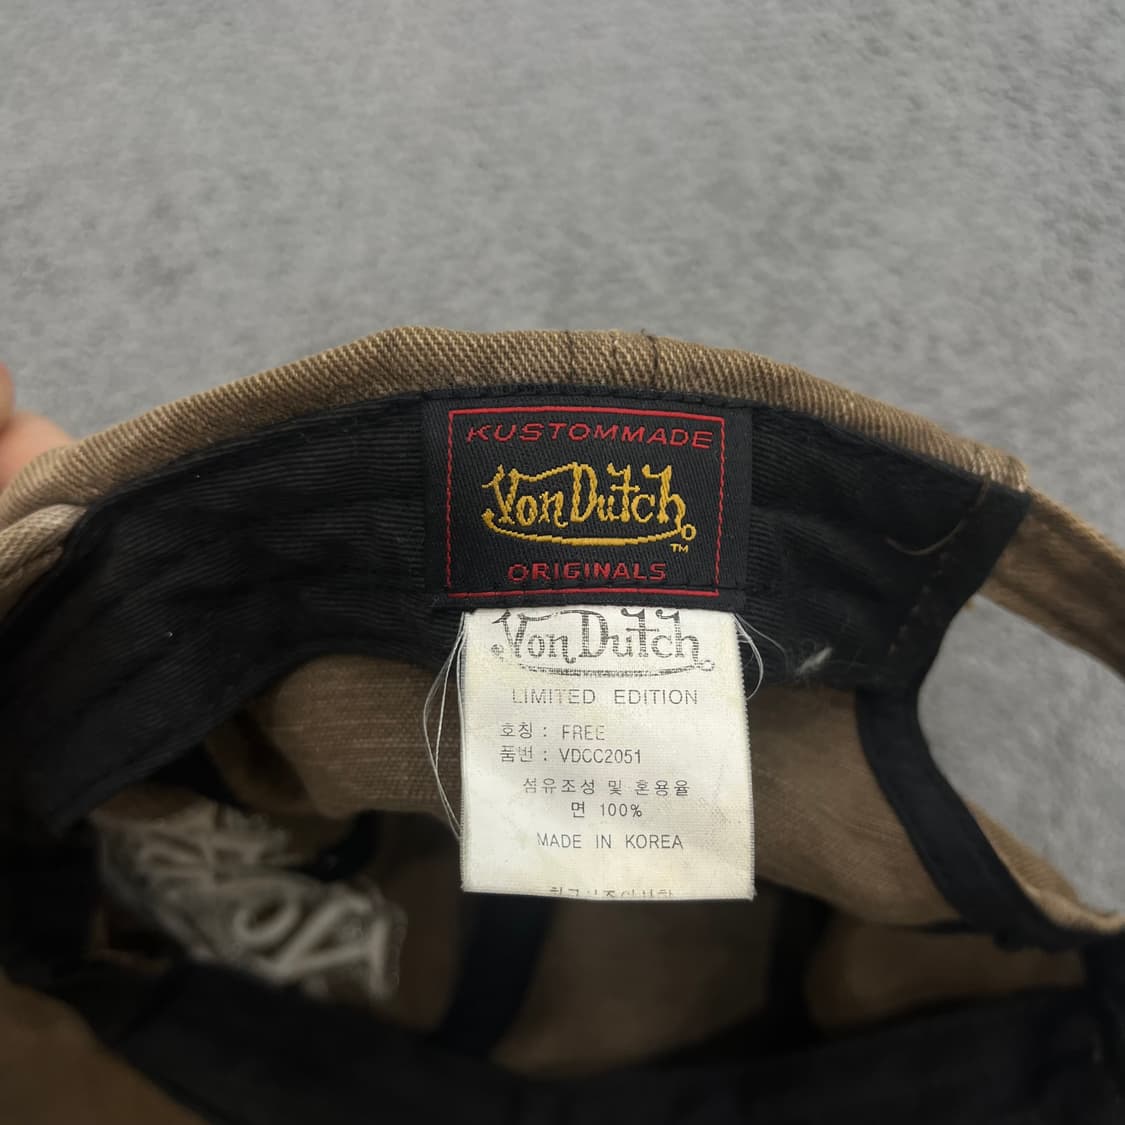 KUSTOMMADE
Von Dutch
TM
ORIGINALS
Von Dutch
LIMITED EDITION
호칭 : FREE
품번 : VDCC2051
섬유조성 및 혼용율
면 100%
MADE IN KOREA